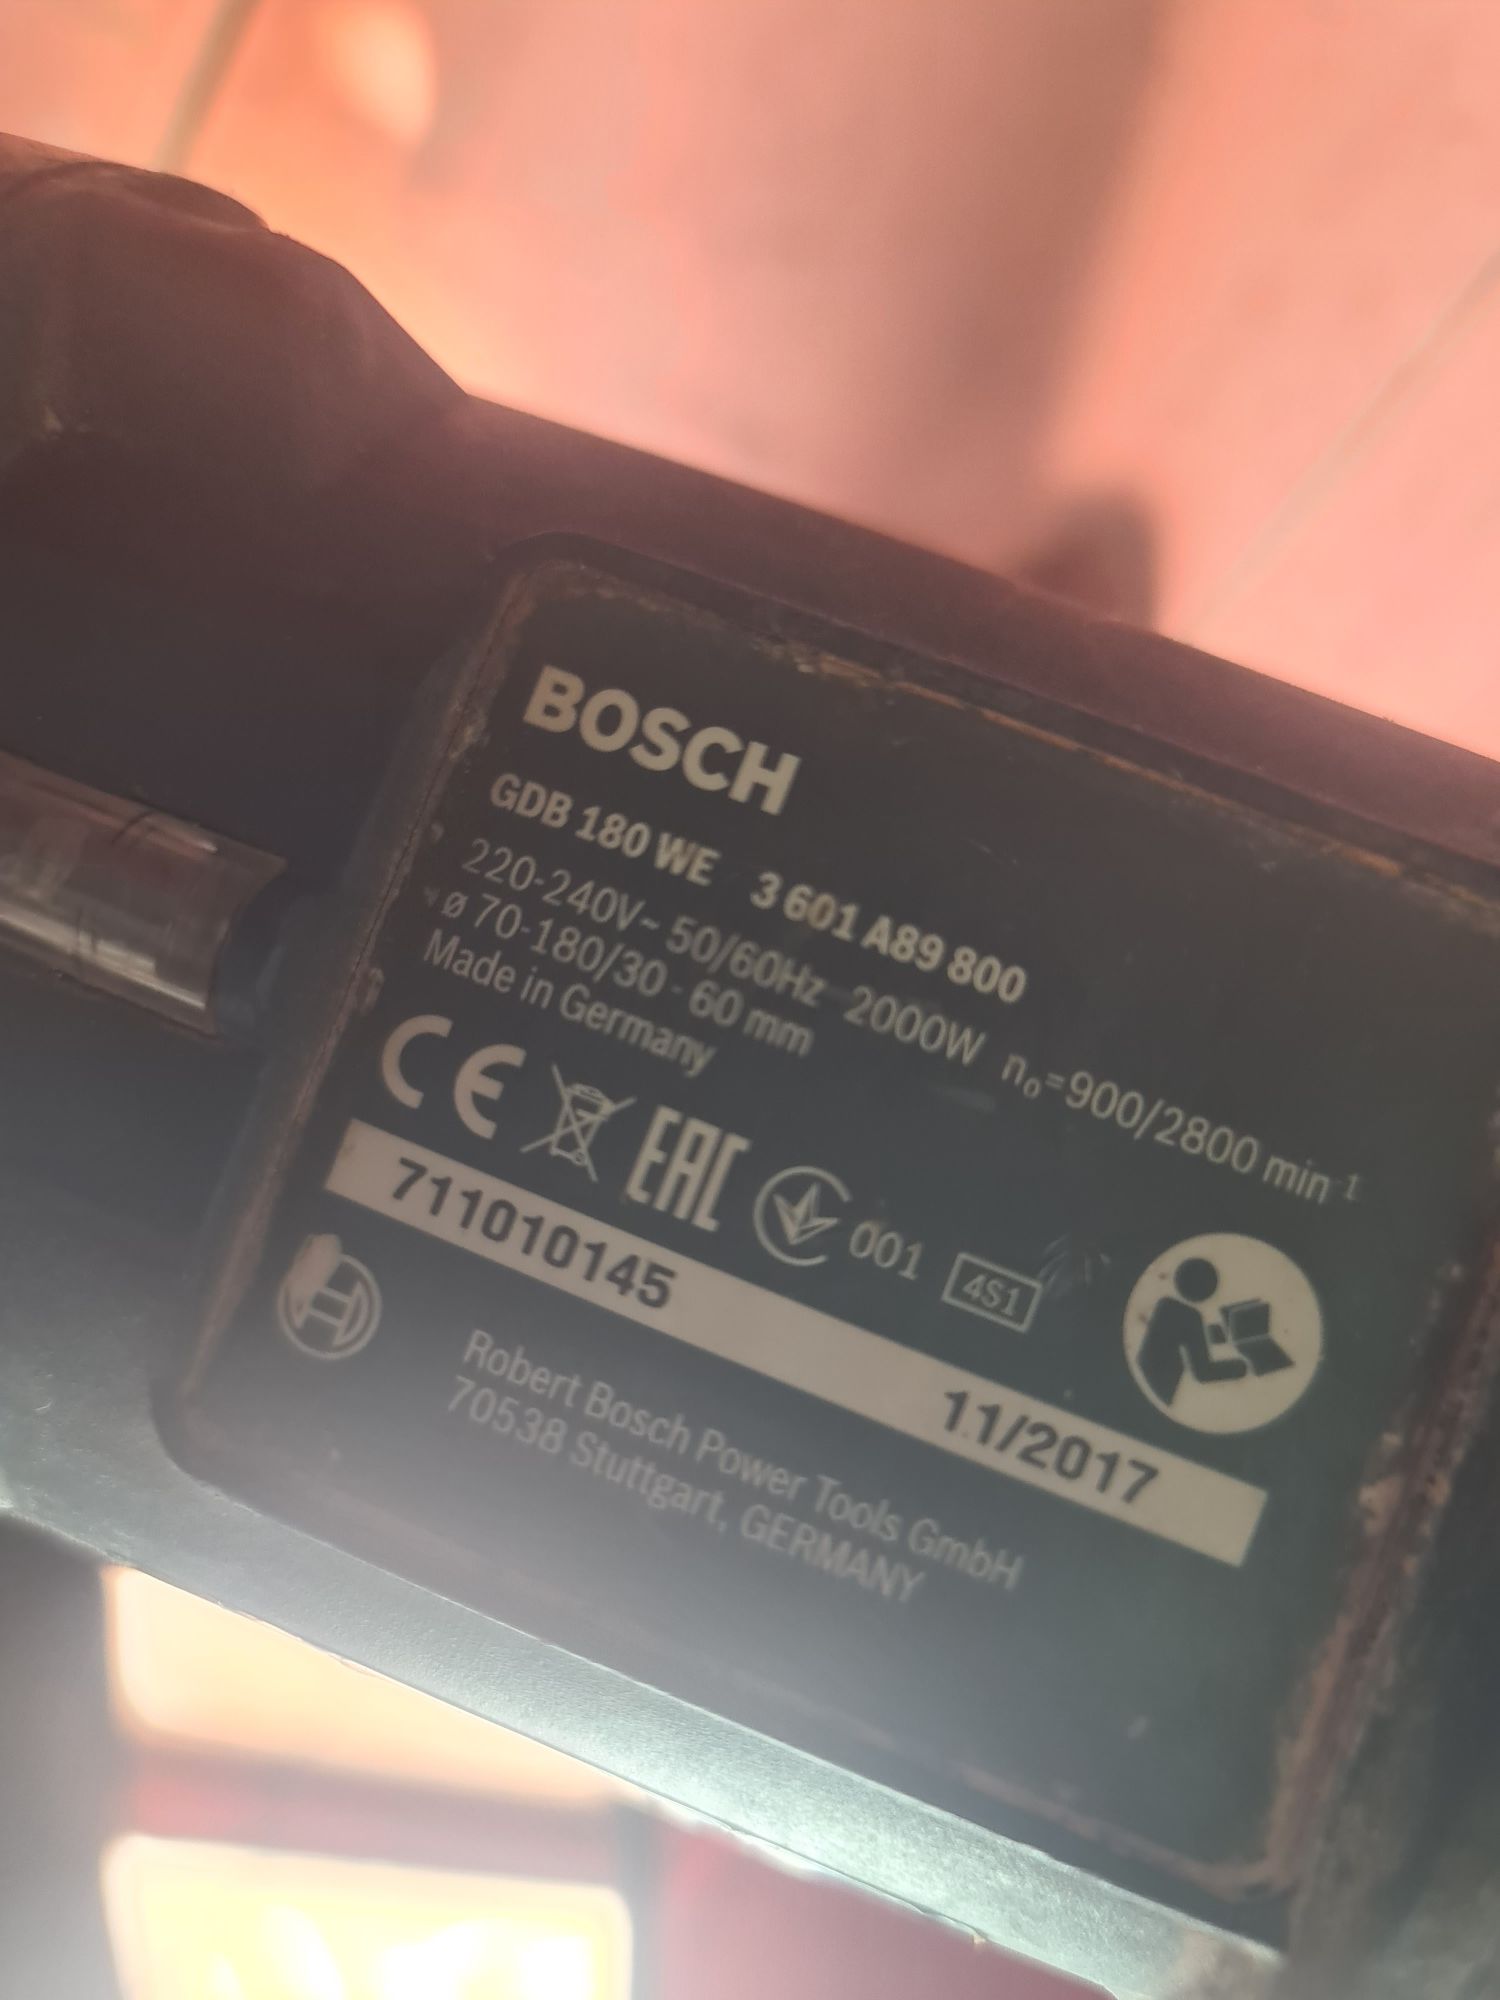 BOSCH
GDB 180 WE 3 601 A89 800
220-240V~ 50/60Hz 2000W n₀=900/2800 min⁻¹
ø 70-180/30 - 60 mm
Made in Germany
CE EAC 001 4S1
711010145 11/2017
Robert Bosch Power Tools GmbH
70538 Stuttgart, GERMANY